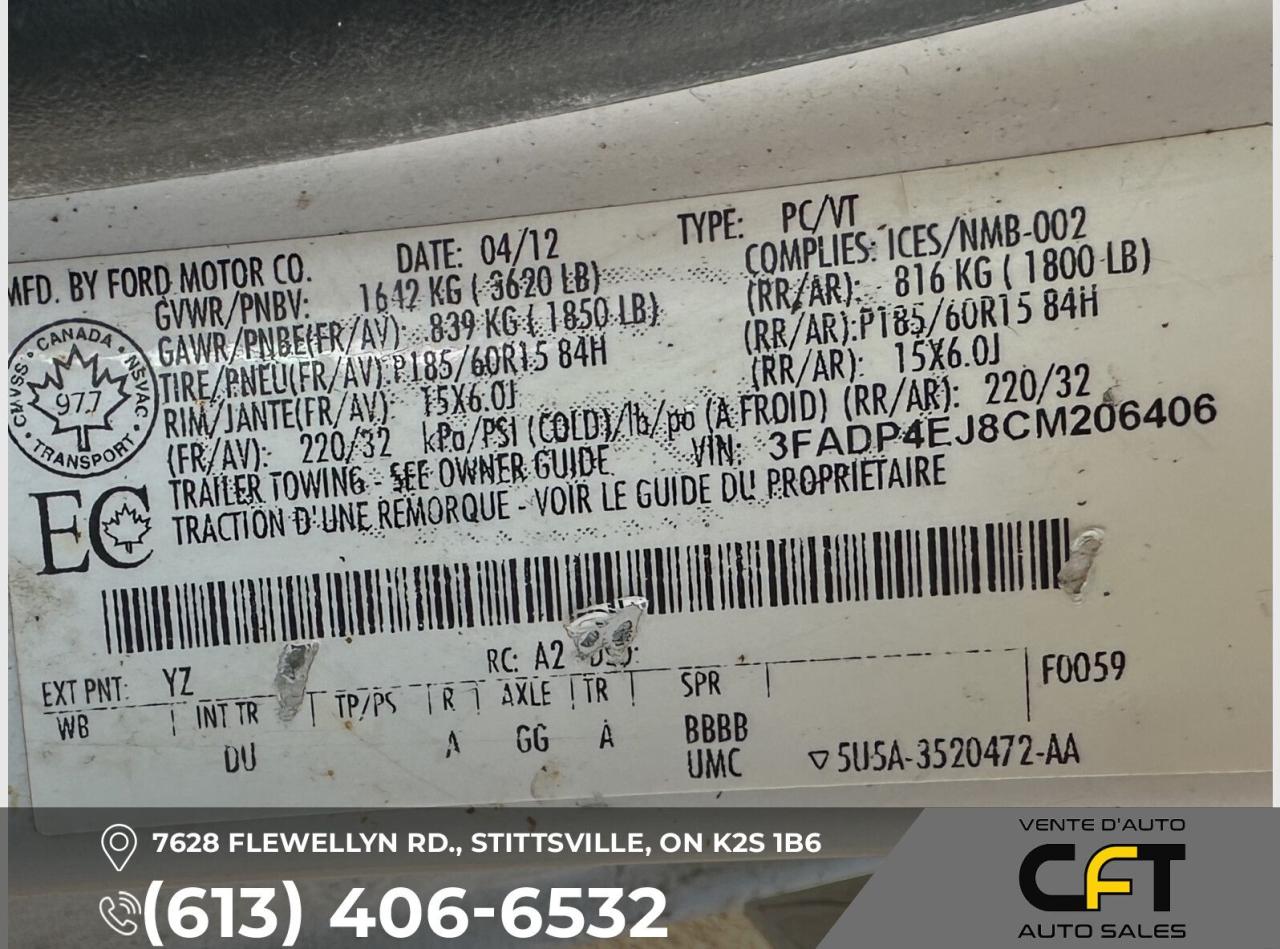 MFD. BY FORD MOTOR CO. DATE: 04/12 TYPE: PC/VT
GVWR/PNBV: 1642 KG ( 3620 LB) COMPLIES: ICES/NMB-002
GAWR/PNBE(FR/AV): 839 KG ( 1850 LB) (RR/AR): 816 KG ( 1800 LB)
TIRE/PNEU(FR/AV): P185/60R15 84H (RR/AR): P185/60R15 84H
RIM/JANTE(FR/AV): 15X6.0J (RR/AR): 15X6.0J
(FR/AV): 220/32 kPa/PSI (COLD)/lb/po (A FROID) (RR/AR): 220/32
TRAILER TOWING - SEE OWNER GUIDE VIN: 3FADP4EJ8CM206406
TRACTION D'UNE REMORQUE - VOIR LE GUIDE DU PROPRIÉTAIRE
CANADA
CMVSS NSVAC
977
TRANSPORT
EC
EXT PNT: YZ RC: A2 F0059
WB INT TR TP/PS R AXLE TR SPR
DU A GG A BBBB
UMC ▽5U5A-3520472-AA
7628 FLEWELLYN RD., STITTSVILLE, ON K2S 1B6
(613) 406-6532
VENTE D'AUTO
CFT
AUTO SALES